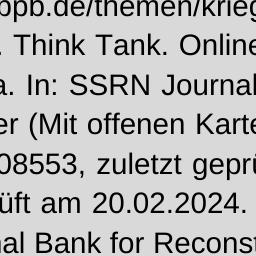 bpb.de/themen/krieg
. Think Tank. Online
a. In: SSRN Journal
er (Mit offenen Karte
08553, zuletzt geprü
üft am 20.02.2024.
nal Bank for Reconst